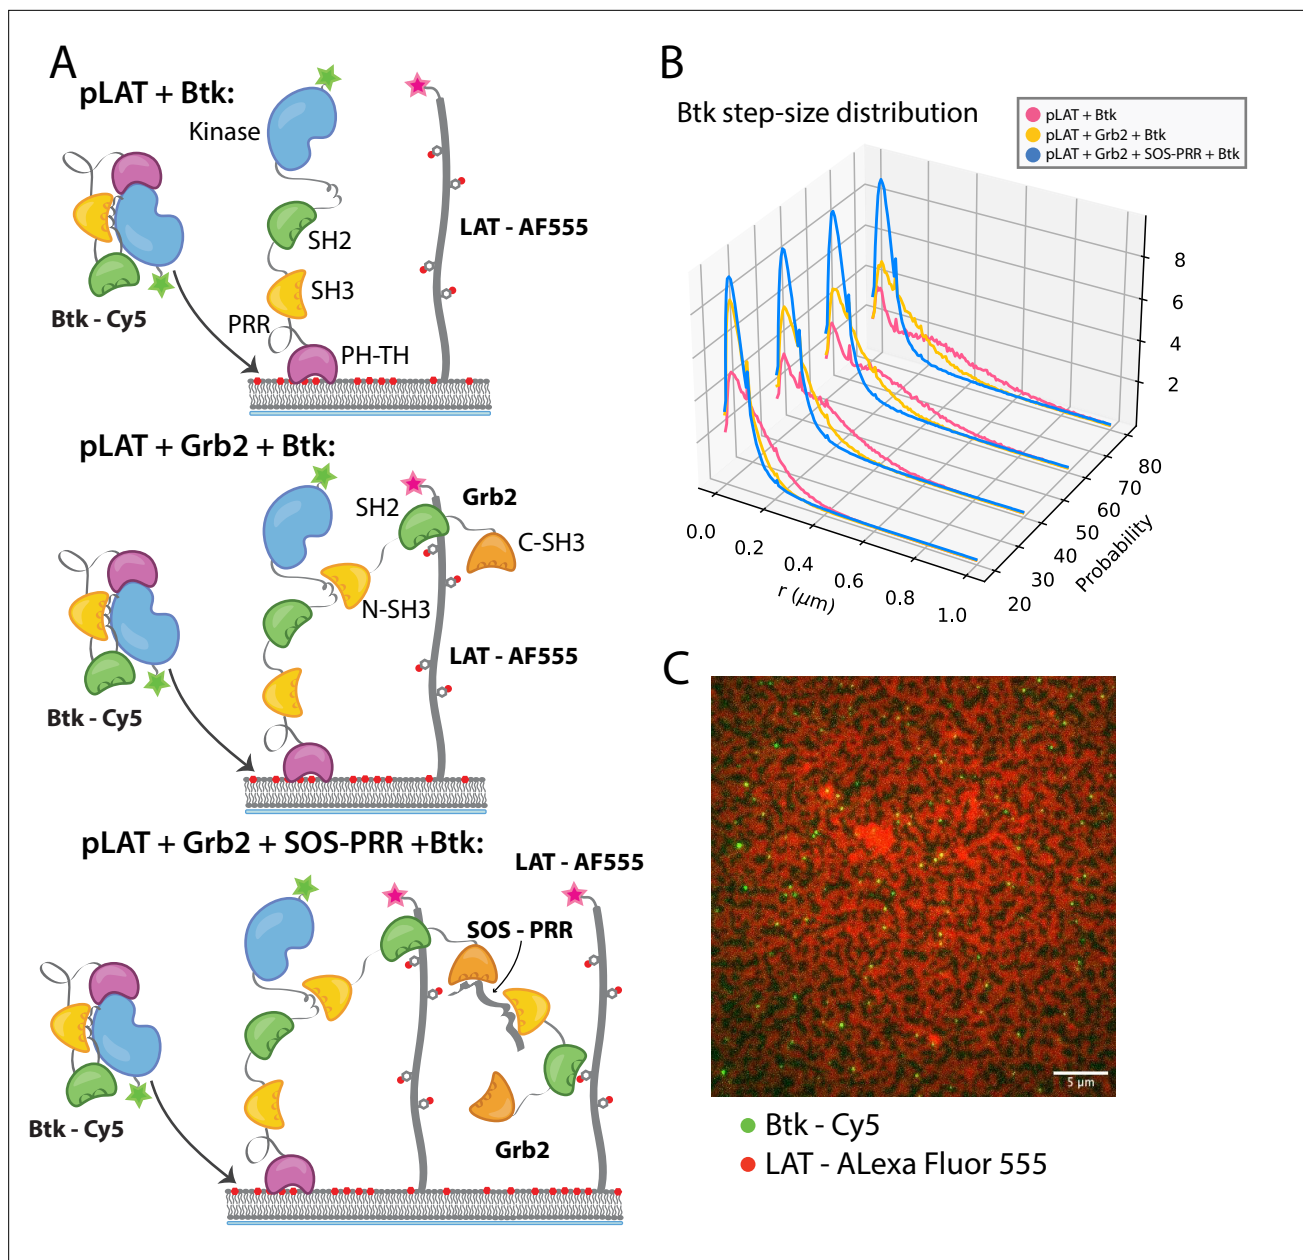 A
pLAT + Btk:
Kinase
SH2
SH3
PRR
PH-TH
LAT - AF555
Btk - Cy5
pLAT + Grb2 + Btk:
SH2
Grb2
C-SH3
N-SH3
LAT - AF555
Btk - Cy5
pLAT + Grb2 + SOS-PRR +Btk:
LAT - AF555
SOS - PRR
Btk - Cy5
Grb2
B
Btk step-size distribution
pLAT + Btk
pLAT + Grb2 + Btk
pLAT + Grb2 + SOS-PRR + Btk
8
6
4
2
80
70
60
50
40
30
20
Probability
0.0
0.2
0.4
0.6
0.8
1.0
r (μm)
C
5 μm
Btk - Cy5
LAT - ALexa Fluor 555